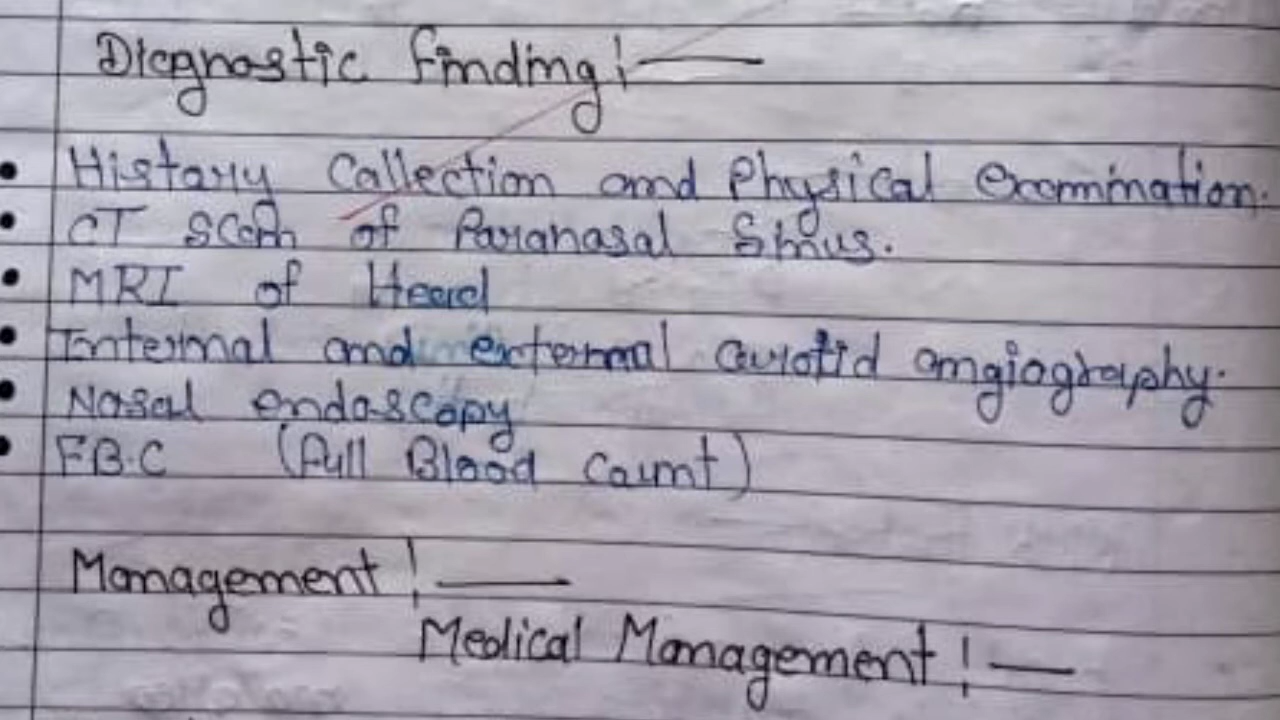 Diagnostic finding :—
• History Collection and Physical examination.
• CT scan of Paranasal Sinus.
• MRI of Head
• Internal and external carotid angiography.
• Nasal endoscopy
• F.B.C (full Blood Count)
Management :—
Medical Management :—